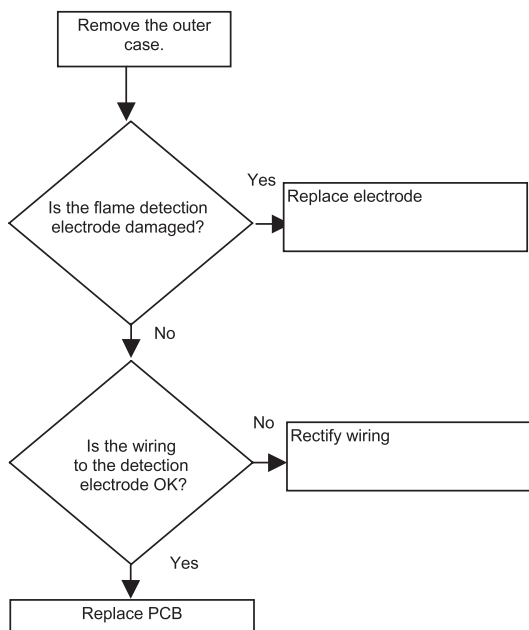 Remove the outer
case.
Yes
Is the flame detection
electrode damaged?
Replace electrode
No
Is the wiring
to the detection
electrode OK?
No
Rectify wiring
Yes
Replace PCB